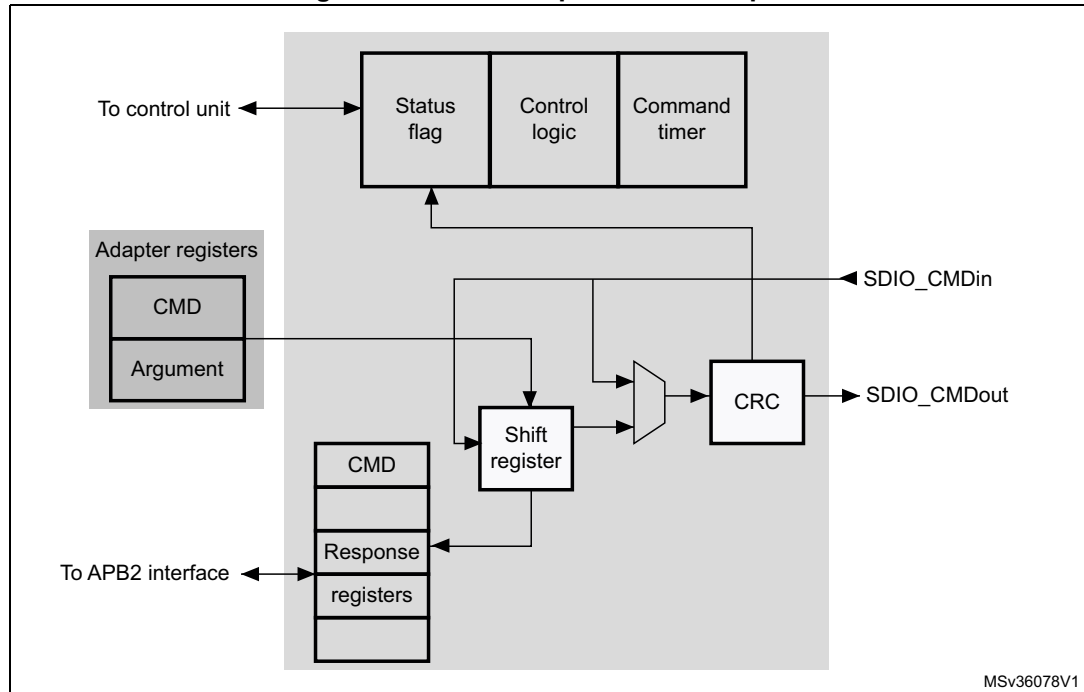 To control unit
Status
flag
Control
logic
Command
timer
Adapter registers
CMD
Argument
SDIO_CMDin
SDIO_CMDout
CRC
Shift
register
CMD
Response
registers
To APB2 interface
MSv36078V1